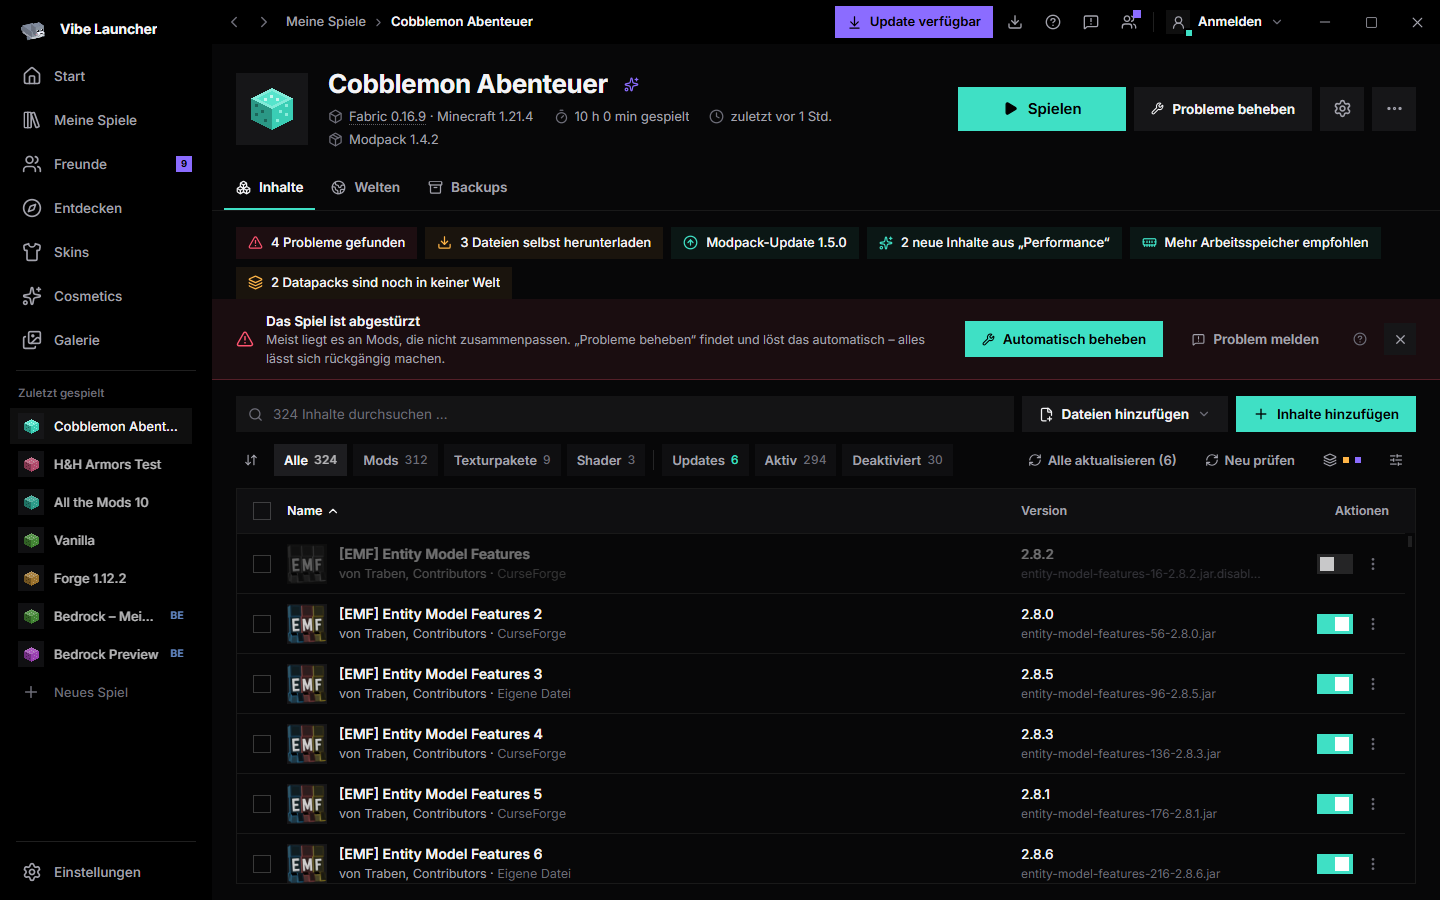 Vibe Launcher
Meine Spiele
Cobblemon Abenteuer
Update verfügbar
Anmelden
Start
Meine Spiele
Freunde
9
Entdecken
Skins
Cosmetics
Galerie
Zuletzt gespielt
Cobblemon Abent...
H&H Armors Test
All the Mods 10
Vanilla
Forge 1.12.2
Bedrock – Mei...
BE
Bedrock Preview
BE
Neues Spiel
Einstellungen
Cobblemon Abenteuer
Fabric 0.16.9 · Minecraft 1.21.4
10 h 0 min gespielt
zuletzt vor 1 Std.
Modpack 1.4.2
Spielen
Probleme beheben
Inhalte
Welten
Backups
4 Probleme gefunden
3 Dateien selbst herunterladen
Modpack-Update 1.5.0
2 neue Inhalte aus „Performance“
Mehr Arbeitsspeicher empfohlen
2 Datapacks sind noch in keiner Welt
Das Spiel ist abgestürzt
Meist liegt es an Mods, die nicht zusammenpassen. „Probleme beheben“ findet und löst das automatisch – alles
lässt sich rückgängig machen.
Automatisch beheben
Problem melden
324 Inhalte durchsuchen ...
Dateien hinzufügen
Inhalte hinzufügen
Alle 324
Mods 312
Texturpakete 9
Shader 3
Updates 6
Aktiv 294
Deaktiviert 30
Alle aktualisieren (6)
Neu prüfen
Name
Version
Aktionen
EMF
[EMF] Entity Model Features
von Traben, Contributors · CurseForge
2.8.2
entity-model-features-16-2.8.2.jar.disabl...
EMF
[EMF] Entity Model Features 2
von Traben, Contributors · CurseForge
2.8.0
entity-model-features-56-2.8.0.jar
EMF
[EMF] Entity Model Features 3
von Traben, Contributors · Eigene Datei
2.8.5
entity-model-features-96-2.8.5.jar
EMF
[EMF] Entity Model Features 4
von Traben, Contributors · CurseForge
2.8.3
entity-model-features-136-2.8.3.jar
EMF
[EMF] Entity Model Features 5
von Traben, Contributors · CurseForge
2.8.1
entity-model-features-176-2.8.1.jar
EMF
[EMF] Entity Model Features 6
von Traben, Contributors · Eigene Datei
2.8.6
entity-model-features-216-2.8.6.jar